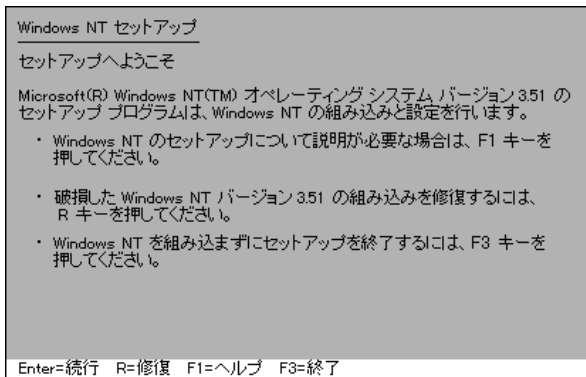 Windows NT セットアップ
セットアップへようこそ
Microsoft(R) Windows NT(TM) オペレーティング システム バージョン 3.51 の
セットアップ プログラムは、Windows NT の組み込みと設定を行います。
・ Windows NT のセットアップについて説明が必要な場合は、F1 キーを
押してください。
・ 破損した Windows NT バージョン 3.51 の組み込みを修復するには、
R キーを押してください。
・ Windows NT を組み込まずにセットアップを終了するには、F3 キーを
押してください。
Enter=続行 R=修復 F1=ヘルプ F3=終了